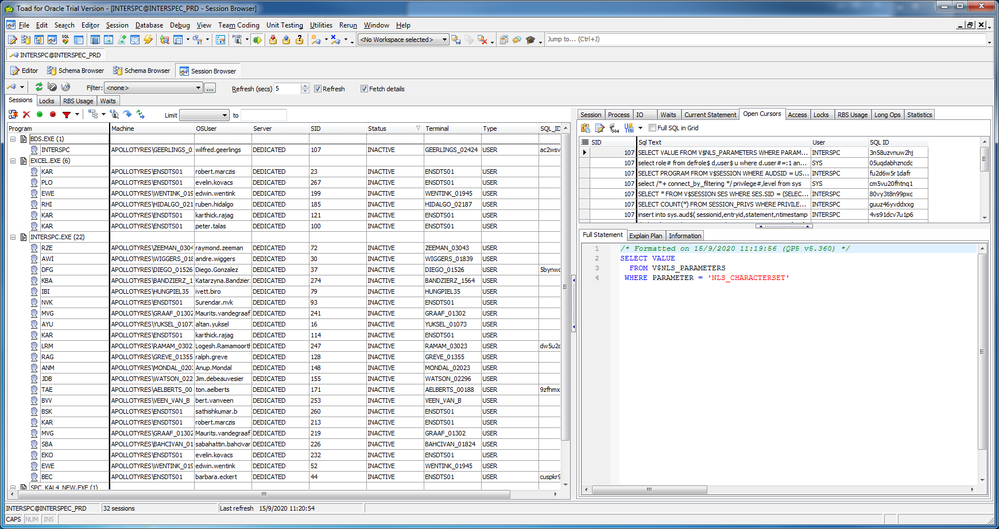 Toad for Oracle Trial Version - [INTERSPC@INTERSPEC_PRD - Session Browser]
File Edit Search Editor Session Database Debug View Team Coding Unit Testing Utilities Rerun Window Help
<No Workspace selected> Jump to... (Ctrl+J)
INTERSPC@INTERSPEC_PRD
Editor Schema Browser Schema Browser Session Browser
Filter: <none> ... Refresh (secs) 5 Refresh Fetch details
Sessions Locks RBS Usage Waits
Limit to
Program Machine OSUser Server SID Status Terminal Type SQL_ID
BDS.EXE (1)
INTERSPC APOLLOTYRES\GEERLINGS_0 wilfred.geerlings DEDICATED 107 INACTIVE GEERLINGS_02424 USER ac2wsv
EXCEL.EXE (6)
KAR APOLLOTYRES\ENSDTS01 robert.marczis DEDICATED 23 INACTIVE ENSDTS01 USER
PLO APOLLOTYRES\ENSDTS01 evelin.kovacs DEDICATED 267 INACTIVE ENSDTS01 USER
EWE APOLLOTYRES\WENTINK_019 edwin.wentink DEDICATED 199 INACTIVE WENTINK_01945 USER
RHI APOLLOTYRES\HIDALGO_021 ruben.hidalgo DEDICATED 185 INACTIVE HIDALGO_02187 USER
KAR APOLLOTYRES\ENSDTS01 karthick.rajag DEDICATED 121 INACTIVE ENSDTS01 USER
KAR APOLLOTYRES\ENSDTS01 peter.talas DEDICATED 100 INACTIVE ENSDTS01 USER
INTERSPC.EXE (22)
RZE APOLLOTYRES\ZEEMAN_0304 raymond.zeeman DEDICATED 72 INACTIVE ZEEMAN_03043 USER
AWI APOLLOTYRES\WIGGERS_018 andre.wiggers DEDICATED 30 INACTIVE WIGGERS_01839 USER
DFG APOLLOTYRES\DIEGO_01526 Diego.Gonzalez DEDICATED 37 INACTIVE DIEGO_01526 USER 5bynwc
KBA APOLLOTYRES\BANDZIERZ_1 Katarzyna.Bandzier DEDICATED 274 INACTIVE BANDZIERZ_1564 USER
IBI APOLLOTYRES\HUNGPIEL35 ivett.biro DEDICATED 79 INACTIVE HUNGPIEL35 USER
NVK APOLLOTYRES\ENSDTS01 Surendar.nvk DEDICATED 93 INACTIVE ENSDTS01 USER
MVG APOLLOTYRES\GRAAF_01302 Maurits.vandegraaf DEDICATED 241 INACTIVE GRAAF_01302 USER
AYU APOLLOTYRES\YUKSEL_0107 altan.yuksel DEDICATED 16 INACTIVE YUKSEL_01073 USER
KAR APOLLOTYRES\ENSDTS01 karthick.rajag DEDICATED 114 INACTIVE ENSDTS01 USER
LRM APOLLOTYRES\RAMAM_0302 Logesh.Ramamoort DEDICATED 247 INACTIVE RAMAM_03023 USER dw5u2c
RAG APOLLOTYRES\GREVE_01355 ralph.greve DEDICATED 128 INACTIVE GREVE_01355 USER
ANM APOLLOTYRES\MONDAL_020 Anup.Mondal DEDICATED 148 INACTIVE MONDAL_02023 USER
JDB APOLLOTYRES\WATSON_022 Jim.debeauvesier DEDICATED 155 INACTIVE WATSON_02296 USER
TAE APOLLOTYRES\AELBERTS_00 ton.aelberts DEDICATED 171 INACTIVE AELBERTS_00188 USER 9zfhmx
BVV APOLLOTYRES\VEEN_VAN_B bert.vanveen DEDICATED 253 INACTIVE VEEN_VAN_B USER
BSK APOLLOTYRES\ENSDTS01 sathishkumar.b DEDICATED 260 INACTIVE ENSDTS01 USER
KAR APOLLOTYRES\ENSDTS01 robert.marczis DEDICATED 213 INACTIVE ENSDTS01 USER
MVG APOLLOTYRES\GRAAF_01302 Maurits.vandegraaf DEDICATED 219 INACTIVE GRAAF_01302 USER
SBA APOLLOTYRES\BAHCIVAN_01 sabahattin.bahcivar DEDICATED 226 INACTIVE BAHCIVAN_01824 USER
EKO APOLLOTYRES\ENSDTS01 evelin.kovacs DEDICATED 232 INACTIVE ENSDTS01 USER
EWE APOLLOTYRES\WENTINK_019 edwin.wentink DEDICATED 52 INACTIVE WENTINK_01945 USER
BEC APOLLOTYRES\ENSDTS01 barbara.eckert DEDICATED 44 INACTIVE ENSDTS01 USER cuspkr9
SPC_KAL4_NEW.EXE (1)
Session Process IO Waits Current Statement Open Cursors Access Locks RBS Usage Long Ops Statistics
SGA Full SQL in Grid
SID Sql Text User SQL ID
107 SELECT VALUE FROM V$NLS_PARAMETERS WHERE PARAM... INTERSPC 3n58uzvnuw2hj
107 select role# from defrole$ d,user$ u where d.user#=:1 an... SYS 05uqdabhzncdc
107 SELECT PROGRAM FROM V$SESSION WHERE AUDSID = US... INTERSPC fu2d6w5r1dafr
107 select /*+ connect_by_filtering */ privilege#,level from sys SYS cm5vu20fhtnq1
107 SELECT * FROM V$SESSION SES WHERE SES.SID = (SELEC... INTERSPC 80vy3t8n99pxc
107 SELECT COUNT(*) FROM SESSION_PRIVS WHERE PRIVILE... INTERSPC guuz46yvddxxg
107 insert into sys.aud$( sessionid,entryid,statement,ntimestamp INTERSPC 4vs91dcv7u1p6
Full Statement Explain Plan Information
1 /* Formatted on 15/9/2020 11:19:56 (QP5 v5.360) */
2 SELECT VALUE
3 FROM V$NLS_PARAMETERS
4 WHERE PARAMETER = 'NLS_CHARACTERSET'
INTERSPC@INTERSPEC_PRD 32 sessions Last refresh 15/9/2020 11:20:54
CAPS NUM INS